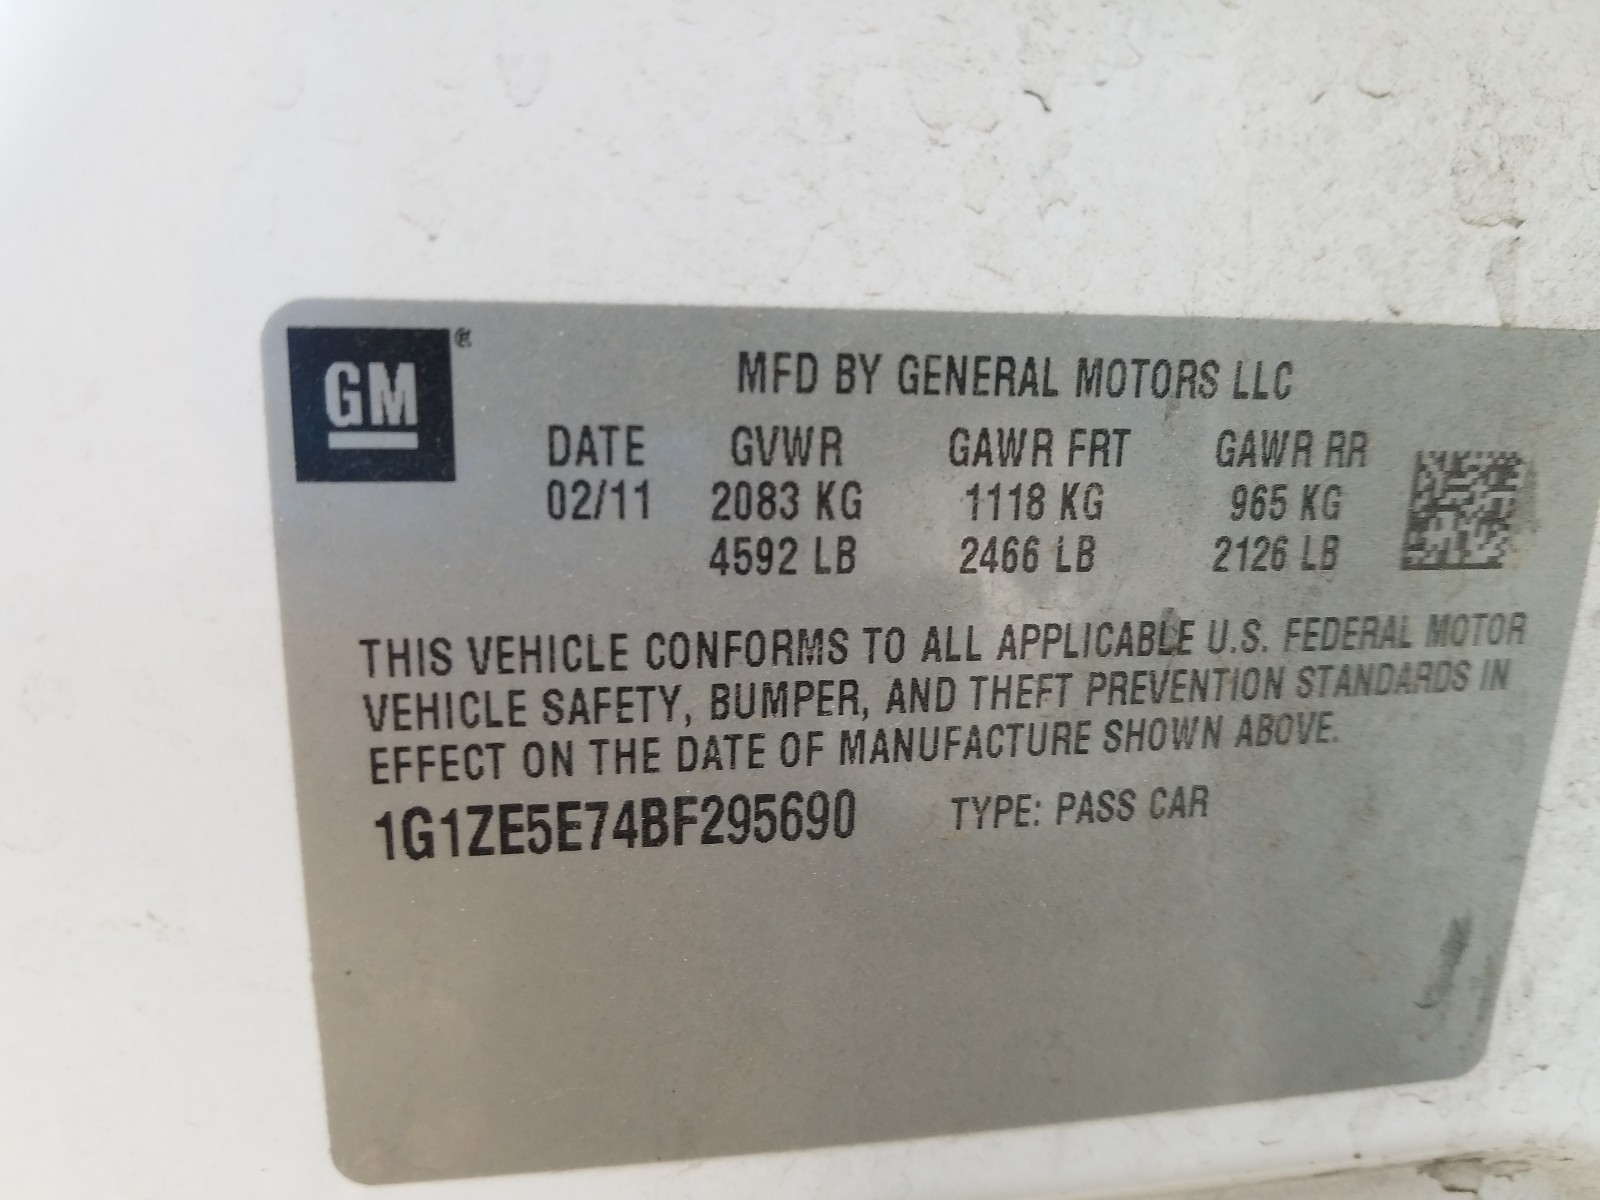 GM®
MFD BY GENERAL MOTORS LLC
DATE GVWR GAWR FRT GAWR RR
02/11 2083 KG 1118 KG 965 KG
4592 LB 2466 LB 2126 LB
THIS VEHICLE CONFORMS TO ALL APPLICABLE U.S. FEDERAL MOTOR
VEHICLE SAFETY, BUMPER, AND THEFT PREVENTION STANDARDS IN
EFFECT ON THE DATE OF MANUFACTURE SHOWN ABOVE.
1G1ZE5E74BF295690 TYPE: PASS CAR